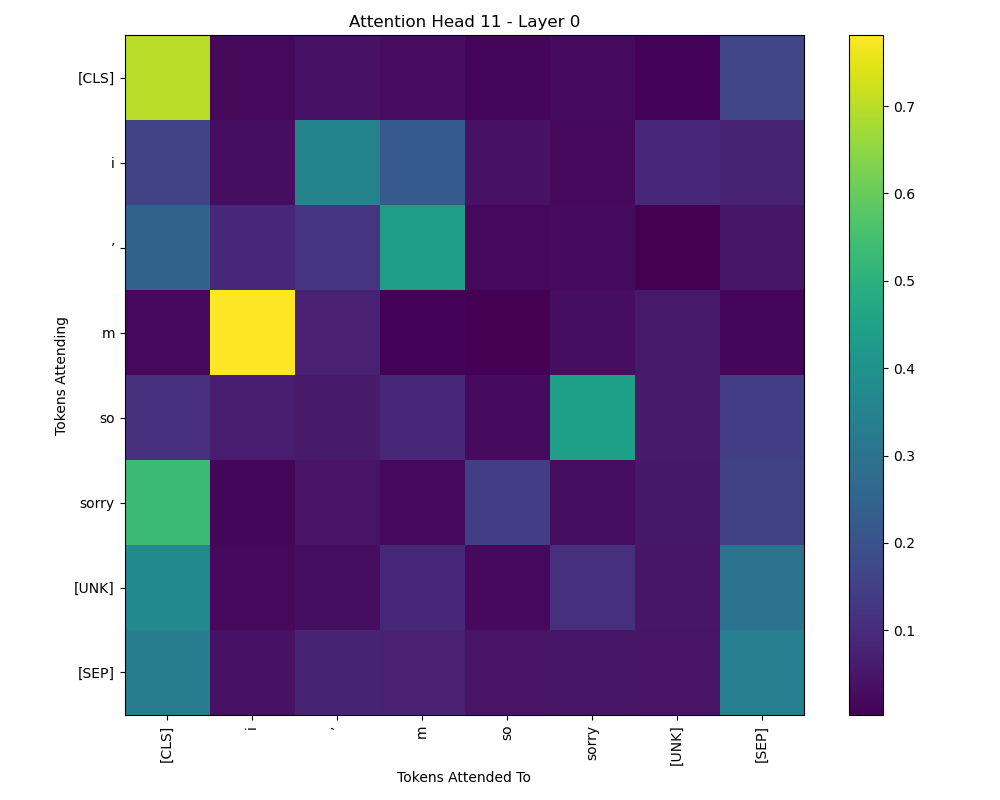 Attention Head 11 - Layer 0
[CLS]
i
’
m
so
sorry
[UNK]
[SEP]
Tokens Attending
[CLS]
i
’
m
so
sorry
[UNK]
[SEP]
Tokens Attended To
0.7
0.6
0.5
0.4
0.3
0.2
0.1